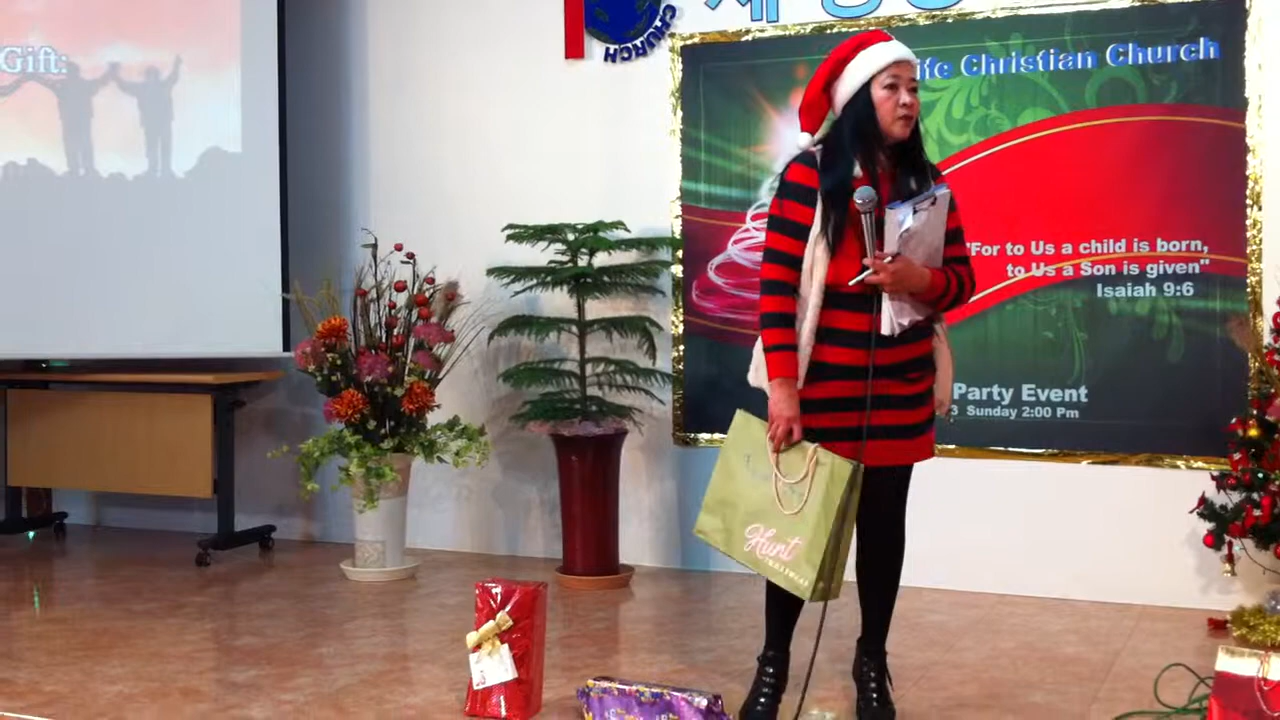 Gift:
CHURCH
ife Christian Church
"For to Us a child is born,
to Us a Son is given"
Isaiah 9:6
Party Event
3 Sunday 2:00 Pm
Hunt